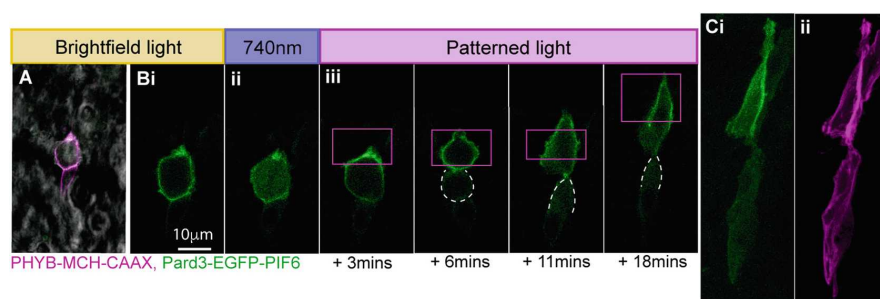 Brightfield light 740nm Patterned light
A Bi ii iii Ci ii
10μm
PHYB-MCH-CAAX, Pard3-EGFP-PIF6 + 3mins + 6mins + 11mins + 18mins